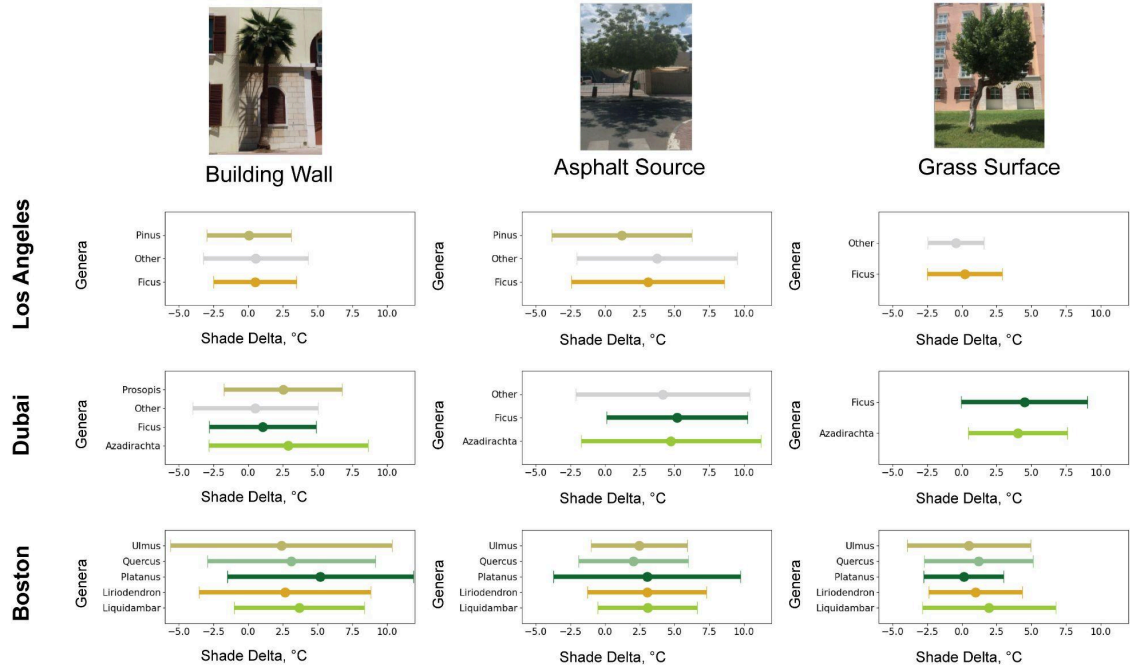 Building Wall
Asphalt Source
Grass Surface
Los Angeles
Genera
Pinus
Other
Ficus
−5.0 −2.5 0.0 2.5 5.0 7.5 10.0
Shade Delta, °C
Genera
Pinus
Other
Ficus
−5.0 −2.5 0.0 2.5 5.0 7.5 10.0
Shade Delta, °C
Genera
Other
Ficus
−5.0 −2.5 0.0 2.5 5.0 7.5 10.0
Shade Delta, °C
Dubai
Genera
Prosopis
Other
Ficus
Azadirachta
−5.0 −2.5 0.0 2.5 5.0 7.5 10.0
Shade Delta, °C
Genera
Other
Ficus
Azadirachta
−5.0 −2.5 0.0 2.5 5.0 7.5 10.0
Shade Delta, °C
Genera
Ficus
Azadirachta
−5.0 −2.5 0.0 2.5 5.0 7.5 10.0
Shade Delta, °C
Boston
Genera
Ulmus
Quercus
Platanus
Liriodendron
Liquidambar
−5.0 −2.5 0.0 2.5 5.0 7.5 10.0
Shade Delta, °C
Genera
Ulmus
Quercus
Platanus
Liriodendron
Liquidambar
−5.0 −2.5 0.0 2.5 5.0 7.5 10.0
Shade Delta, °C
Genera
Ulmus
Quercus
Platanus
Liriodendron
Liquidambar
−5.0 −2.5 0.0 2.5 5.0 7.5 10.0
Shade Delta, °C